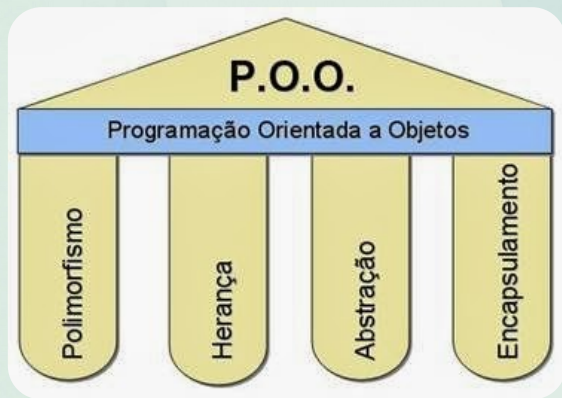 P.O.O.
Programação Orientada a Objetos
Polimorfismo
Herança
Abstração
Encapsulamento